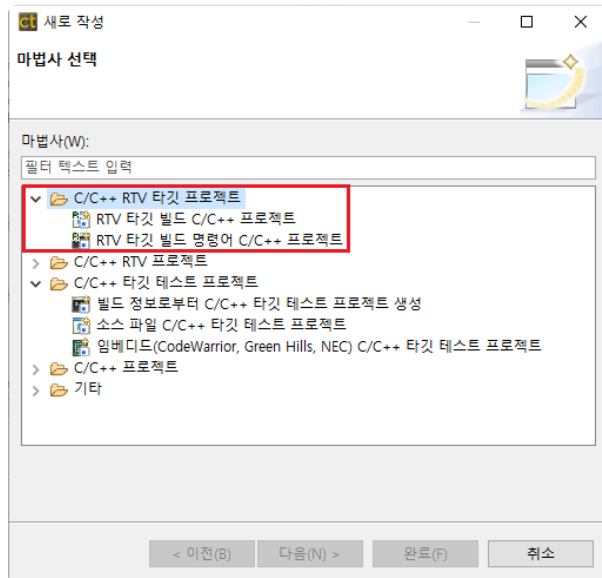 ct 새로 작성
마법사 선택
마법사(W):
필터 텍스트 입력
C/C++ RTV 타깃 프로젝트
RTV 타깃 빌드 C/C++ 프로젝트
RTV 타깃 빌드 명령어 C/C++ 프로젝트
C/C++ RTV 프로젝트
C/C++ 타깃 테스트 프로젝트
빌드 정보로부터 C/C++ 타깃 테스트 프로젝트 생성
소스 파일 C/C++ 타깃 테스트 프로젝트
임베디드(CodeWarrior, Green Hills, NEC) C/C++ 타깃 테스트 프로젝트
C/C++ 프로젝트
기타
< 이전(B) 다음(N) > 완료(F) 취소